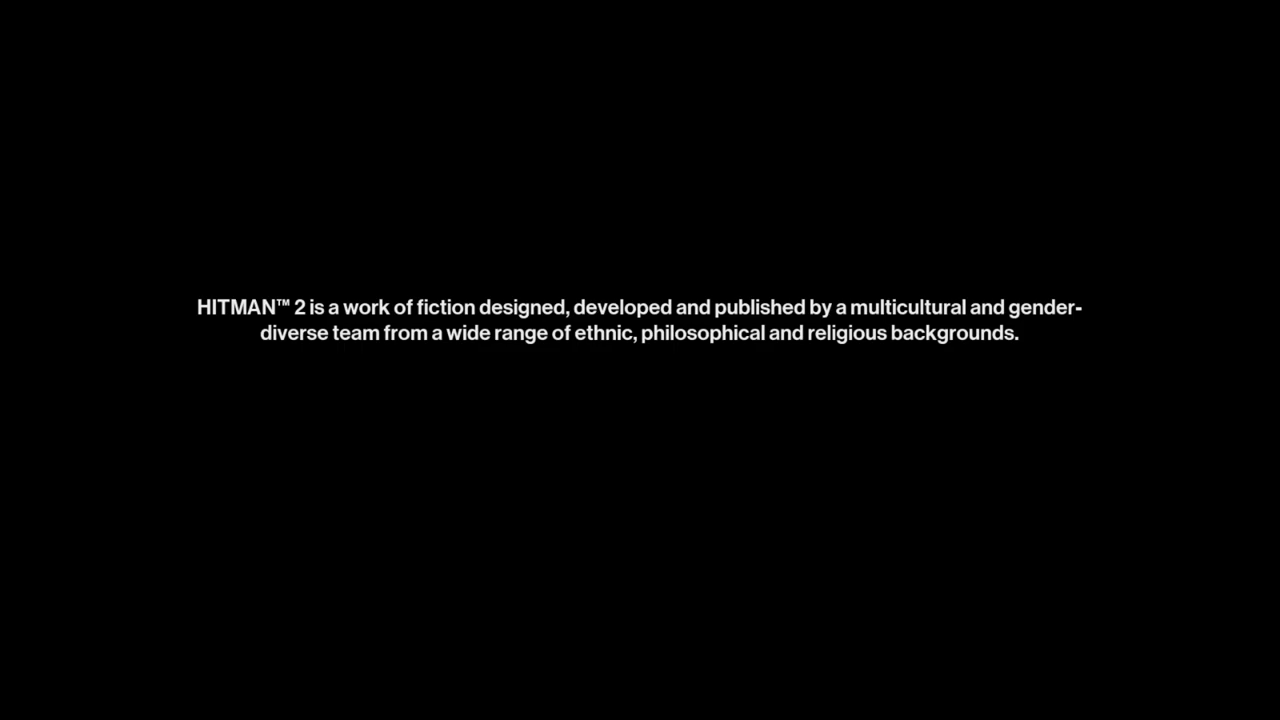 HITMAN™ 2 is a work of fiction designed, developed and published by a multicultural and gender-
diverse team from a wide range of ethnic, philosophical and religious backgrounds.